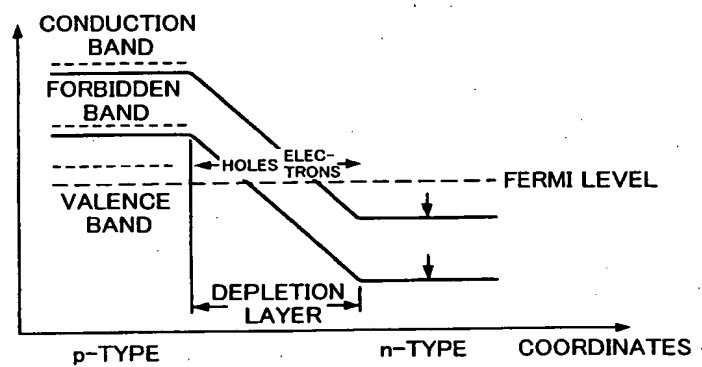 CONDUCTION
BAND
FORBIDDEN
BAND
HOLES
ELEC-
TRONS
FERMI LEVEL
VALENCE
BAND
DEPLETION
LAYER
p-TYPE
n-TYPE
COORDINATES